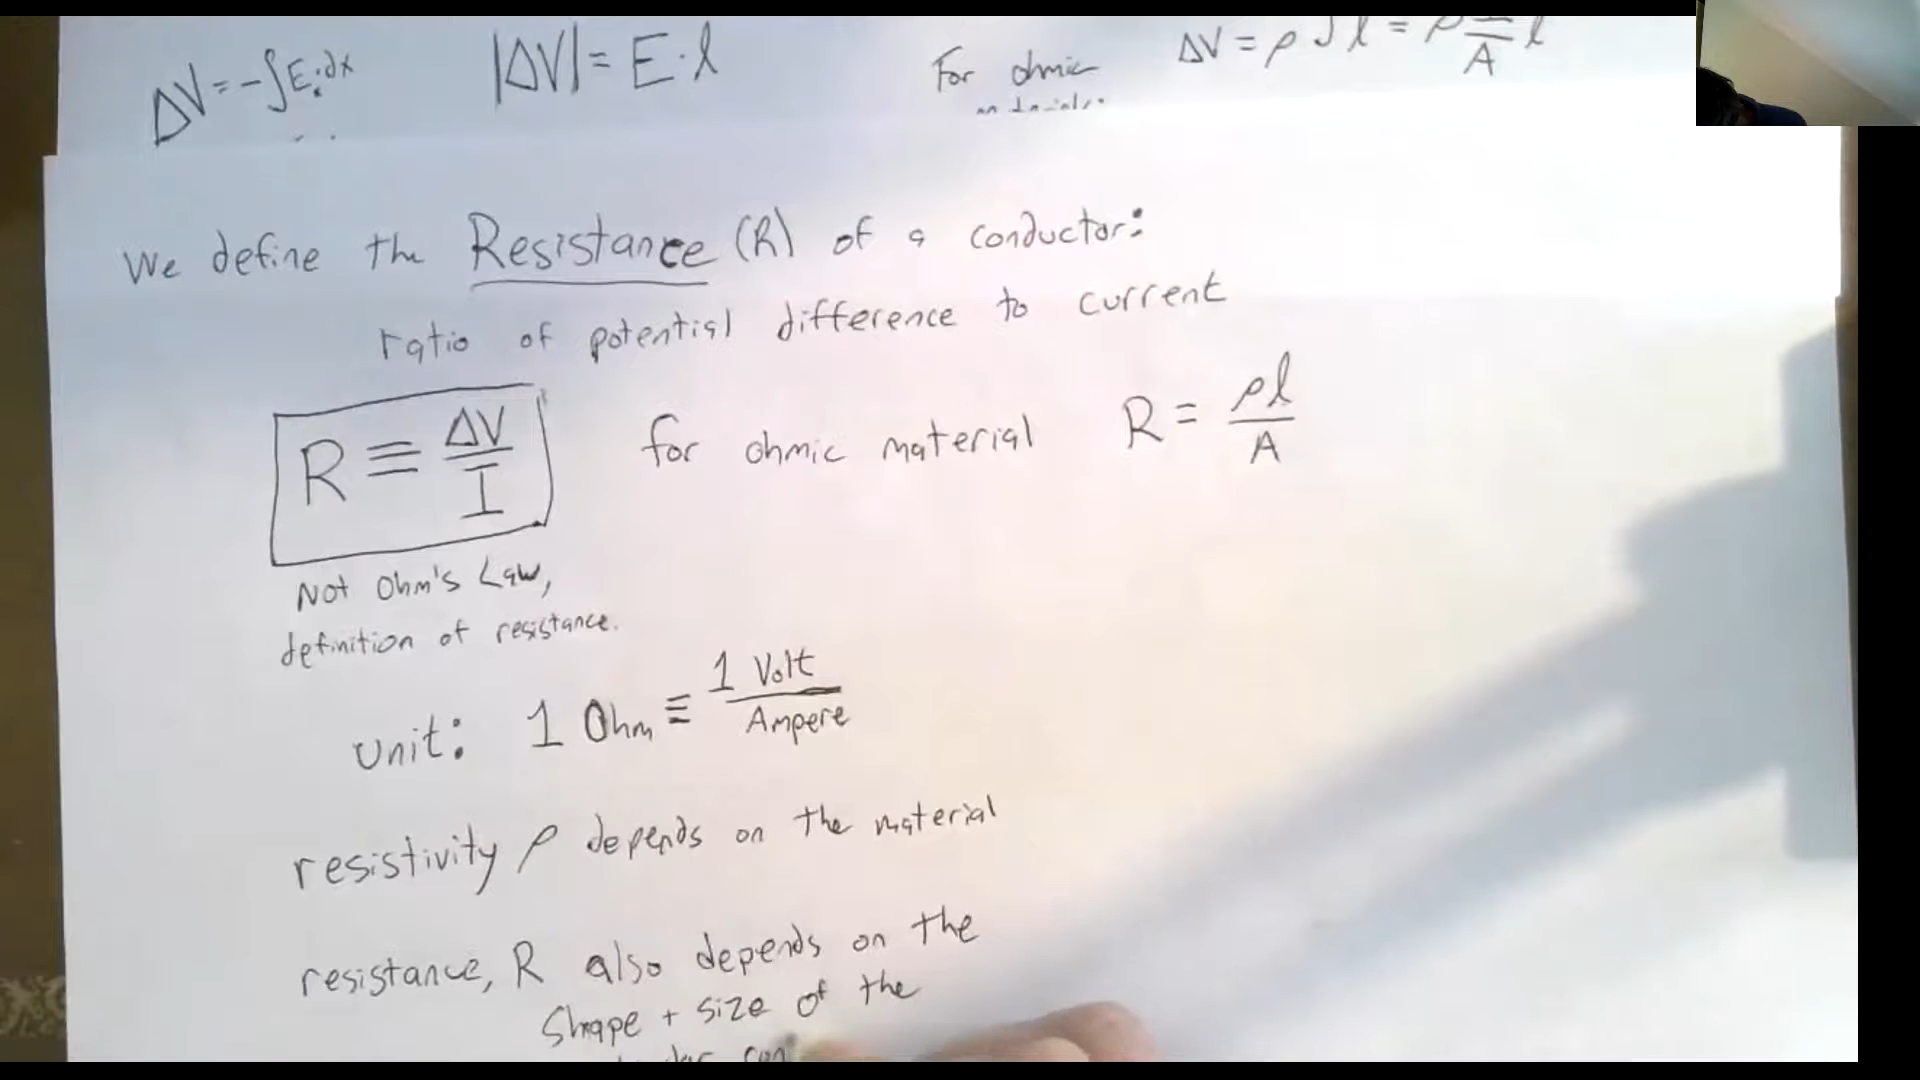 ΔV = -∫E·dx
|ΔV| = E·l
For ohmic
ΔV = ρJl = ρ I/A l
We define the Resistance (R) of a conductor:
ratio of potential difference to current
R ≡ ΔV/I
for ohmic material R = ρl/A
Not Ohm's Law,
definition of resistance.
Unit: 1 Ohm ≡ 1 Volt/Ampere
resistivity ρ depends on the material
resistance, R also depends on the
Shape + size of the